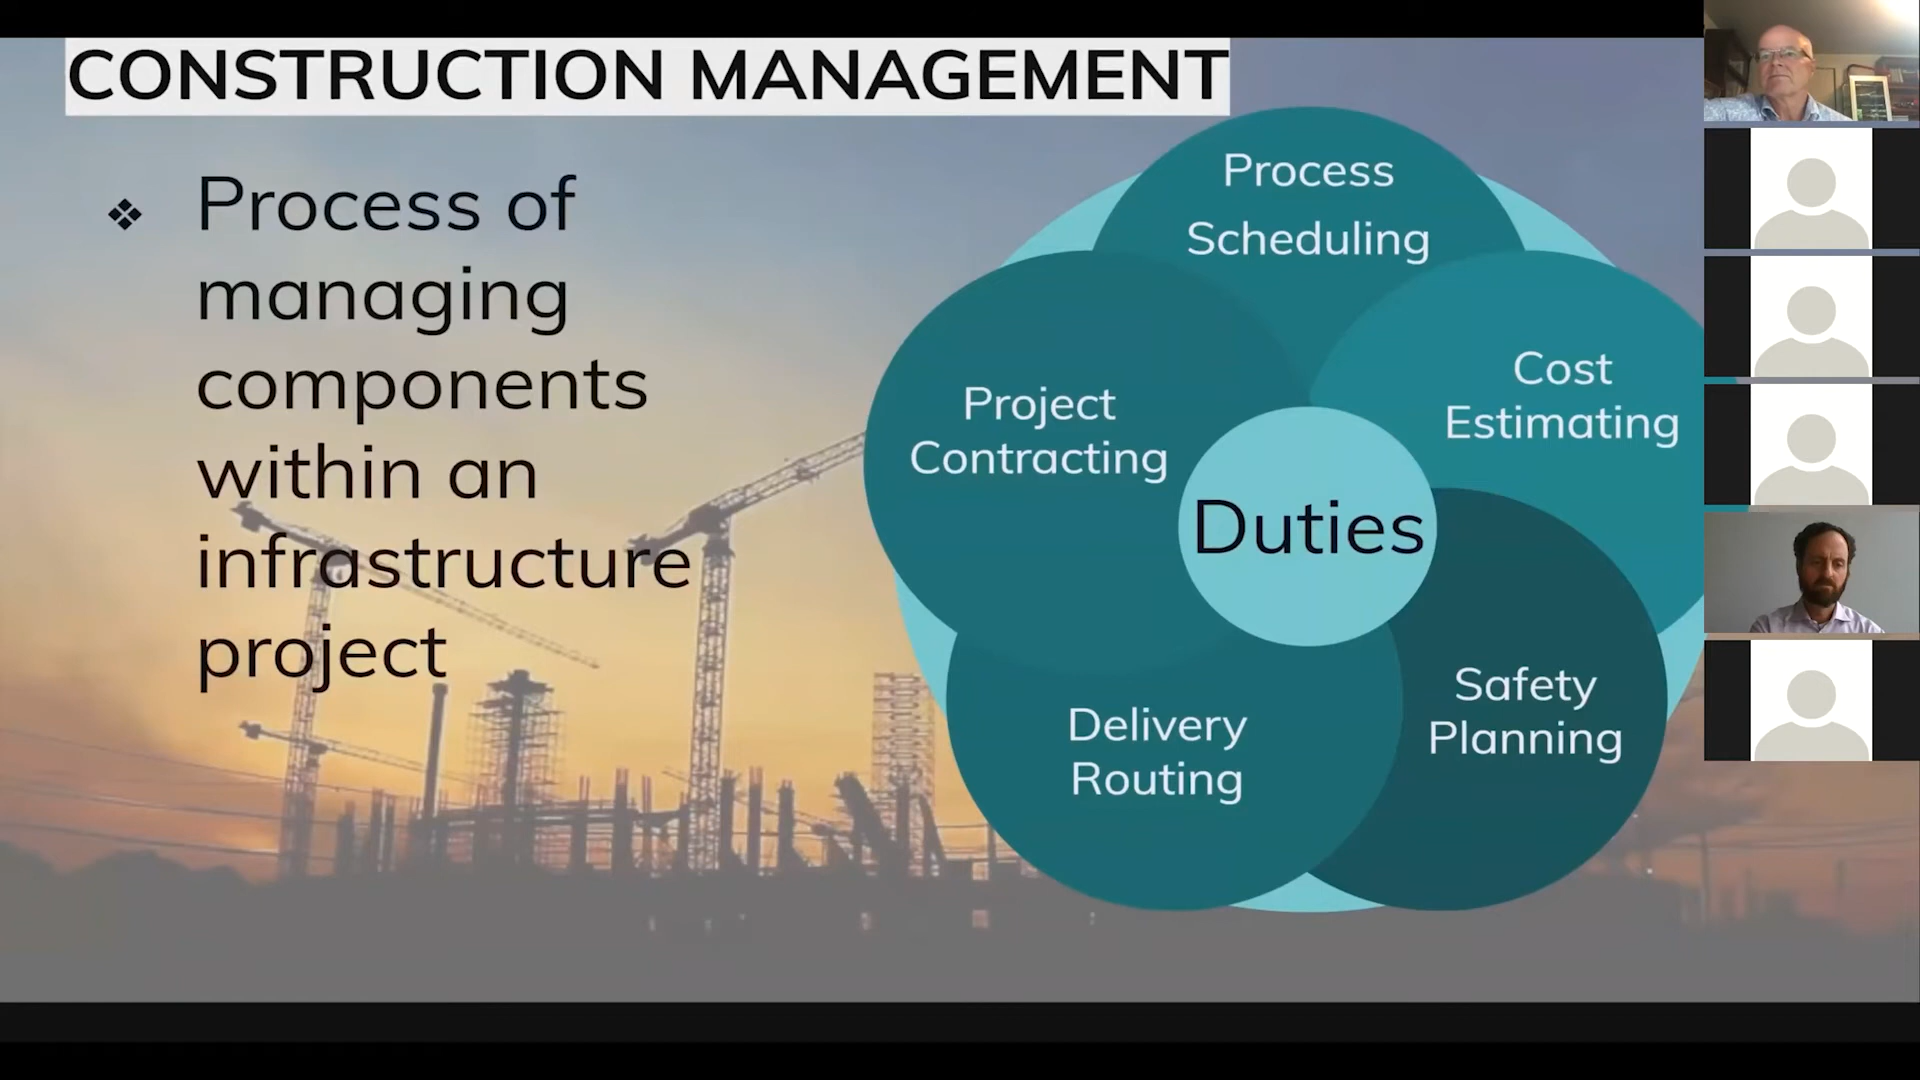 CONSTRUCTION MANAGEMENT
❖ Process of
managing
components
within an
infrastructure
project
Process
Scheduling
Cost
Estimating
Project
Contracting
Duties
Safety
Planning
Delivery
Routing